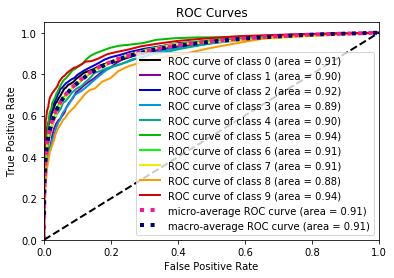 ROC Curves
True Positive Rate
1.0
0.8
0.6
0.4
0.2
0.0
ROC curve of class 0 (area = 0.91)
ROC curve of class 1 (area = 0.90)
ROC curve of class 2 (area = 0.92)
ROC curve of class 3 (area = 0.89)
ROC curve of class 4 (area = 0.90)
ROC curve of class 5 (area = 0.94)
ROC curve of class 6 (area = 0.91)
ROC curve of class 7 (area = 0.91)
ROC curve of class 8 (area = 0.88)
ROC curve of class 9 (area = 0.94)
micro-average ROC curve (area = 0.91)
macro-average ROC curve (area = 0.91)
0.0 0.2 0.4 0.6 0.8 1.0
False Positive Rate